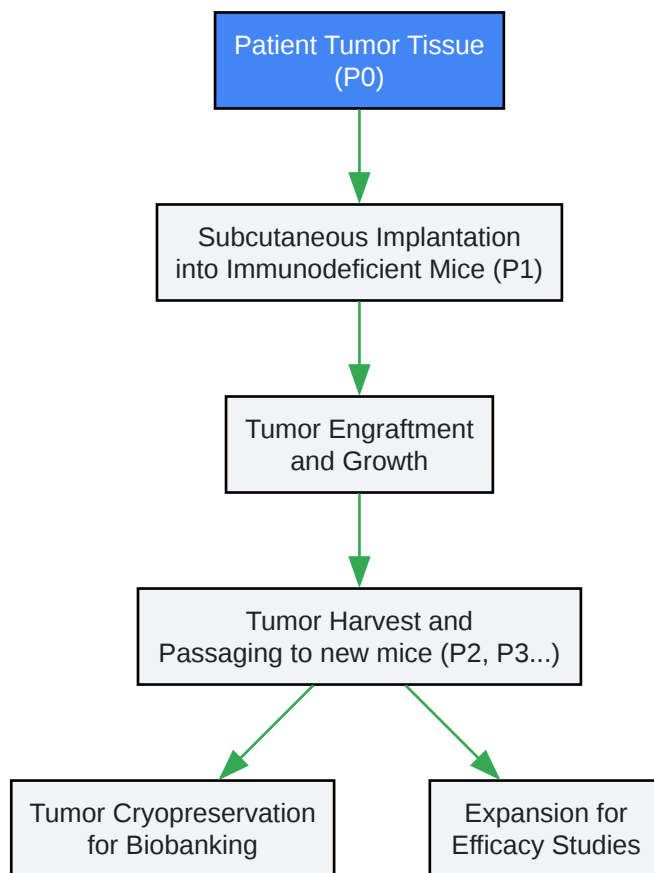 Patient Tumor Tissue
(P0)
Subcutaneous Implantation
into Immunodeficient Mice (P1)
Tumor Engraftment
and Growth
Tumor Harvest and
Passaging to new mice (P2, P3...)
Tumor Cryopreservation
for Biobanking
Expansion for
Efficacy Studies